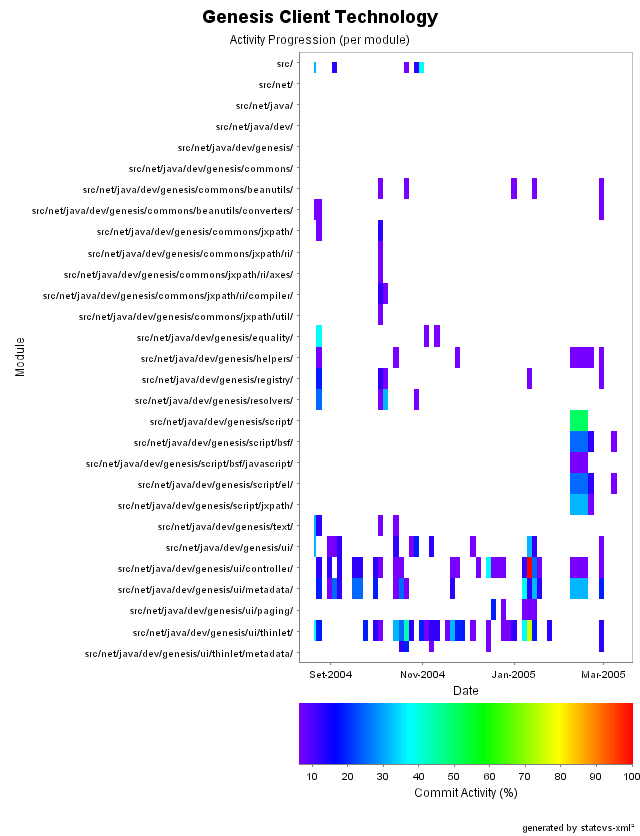 Genesis Client Technology
Activity Progression (per module)
src/
src/net/
src/net/java/
src/net/java/dev/
src/net/java/dev/genesis/
src/net/java/dev/genesis/commons/
src/net/java/dev/genesis/commons/beanutils/
src/net/java/dev/genesis/commons/beanutils/converters/
src/net/java/dev/genesis/commons/jxpath/
src/net/java/dev/genesis/commons/jxpath/ri/
src/net/java/dev/genesis/commons/jxpath/ri/axes/
src/net/java/dev/genesis/commons/jxpath/ri/compiler/
src/net/java/dev/genesis/commons/jxpath/util/
src/net/java/dev/genesis/equality/
src/net/java/dev/genesis/helpers/
src/net/java/dev/genesis/registry/
src/net/java/dev/genesis/resolvers/
src/net/java/dev/genesis/script/
src/net/java/dev/genesis/script/bsf/
src/net/java/dev/genesis/script/bsf/javascript/
src/net/java/dev/genesis/script/el/
src/net/java/dev/genesis/script/jxpath/
src/net/java/dev/genesis/text/
src/net/java/dev/genesis/ui/
src/net/java/dev/genesis/ui/controller/
src/net/java/dev/genesis/ui/metadata/
src/net/java/dev/genesis/ui/paging/
src/net/java/dev/genesis/ui/thinlet/
src/net/java/dev/genesis/ui/thinlet/metadata/
Module
Set-2004 Nov-2004 Jan-2005 Mar-2005
Date
10 20 30 40 50 60 70 80 90 100
Commit Activity (%)
generated by statcvs-xml²